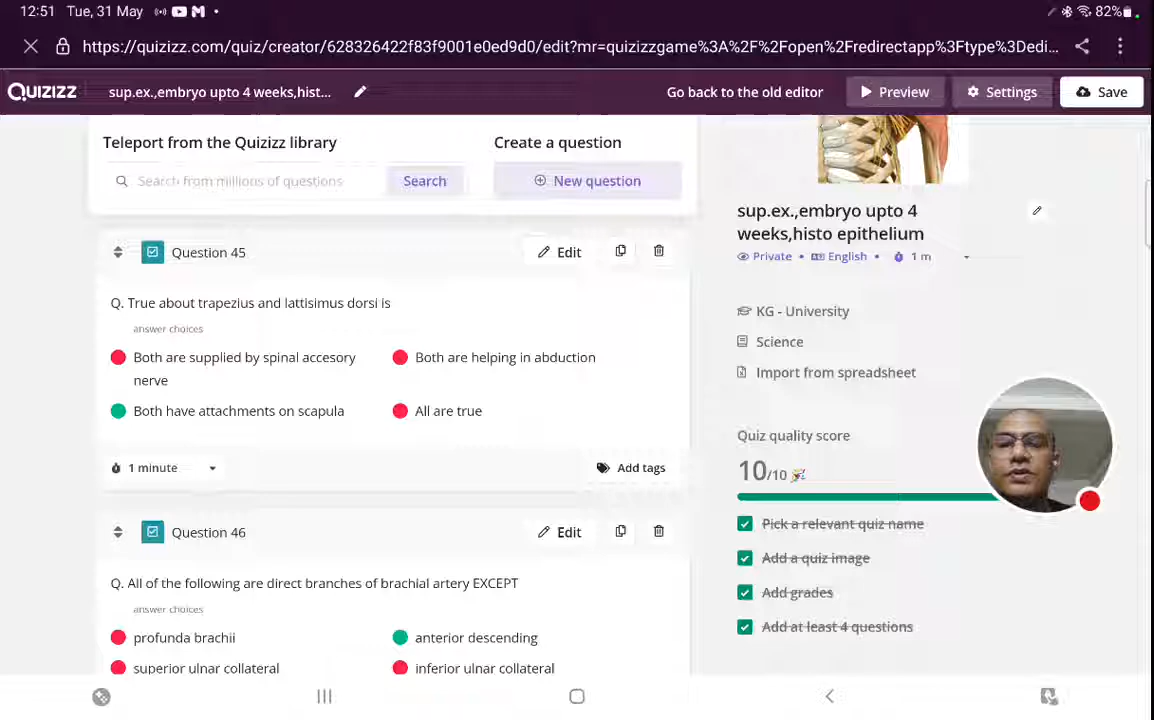 12:51 Tue, 31 May
82%
https://quizizz.com/quiz/creator/628326422f83f9001e0ed9d0/edit?mr=quizizzgame%3A%2F%2Fopen%2Fredirectapp%3Ftype%3Dedi...
QUIZIZZ
sup.ex.,embryo upto 4 weeks,hist...
Go back to the old editor
Preview
Settings
Save
Teleport from the Quizizz library
Create a question
Search from millions of questions
Search
New question
Question 45
Edit
Q. True about trapezius and lattisimus dorsi is
answer choices
Both are supplied by spinal accesory
nerve
Both are helping in abduction
Both have attachments on scapula
All are true
1 minute
Add tags
Question 46
Edit
Q. All of the following are direct branches of brachial artery EXCEPT
answer choices
profunda brachii
anterior descending
superior ulnar collateral
inferior ulnar collateral
sup.ex.,embryo upto 4
weeks,histo epithelium
Private • English • 1 m
KG - University
Science
Import from spreadsheet
Quiz quality score
10/10
Pick a relevant quiz name
Add a quiz image
Add grades
Add at least 4 questions